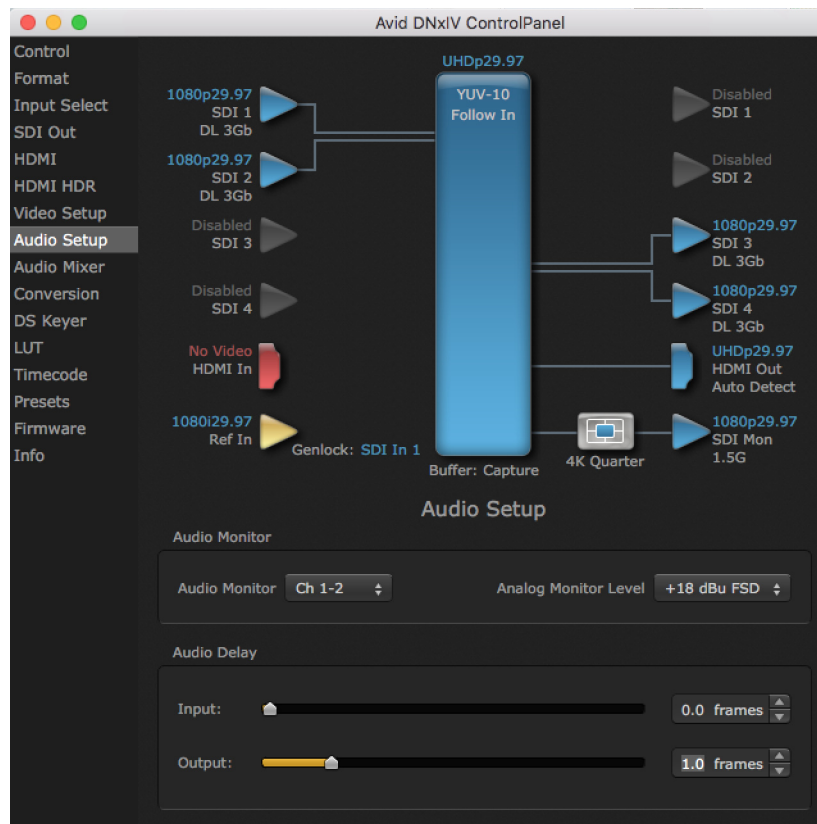 Avid DNxIV ControlPanel
Control
Format
Input Select
SDI Out
HDMI
HDMI HDR
Video Setup
Audio Setup
Audio Mixer
Conversion
DS Keyer
LUT
Timecode
Presets
Firmware
Info
1080p29.97
SDI 1
DL 3Gb
1080p29.97
SDI 2
DL 3Gb
Disabled
SDI 3
Disabled
SDI 4
No Video
HDMI In
1080i29.97
Ref In
Genlock: SDI In 1
UHDp29.97
YUV-10
Follow In
Buffer: Capture
4K Quarter
Disabled
SDI 1
Disabled
SDI 2
1080p29.97
SDI 3
DL 3Gb
1080p29.97
SDI 4
DL 3Gb
UHDp29.97
HDMI Out
Auto Detect
1080p29.97
SDI Mon
1.5G
Audio Setup
Audio Monitor
Audio Monitor Ch 1-2 Analog Monitor Level +18 dBu FSD
Audio Delay
Input: 0.0 frames
Output: 1.0 frames